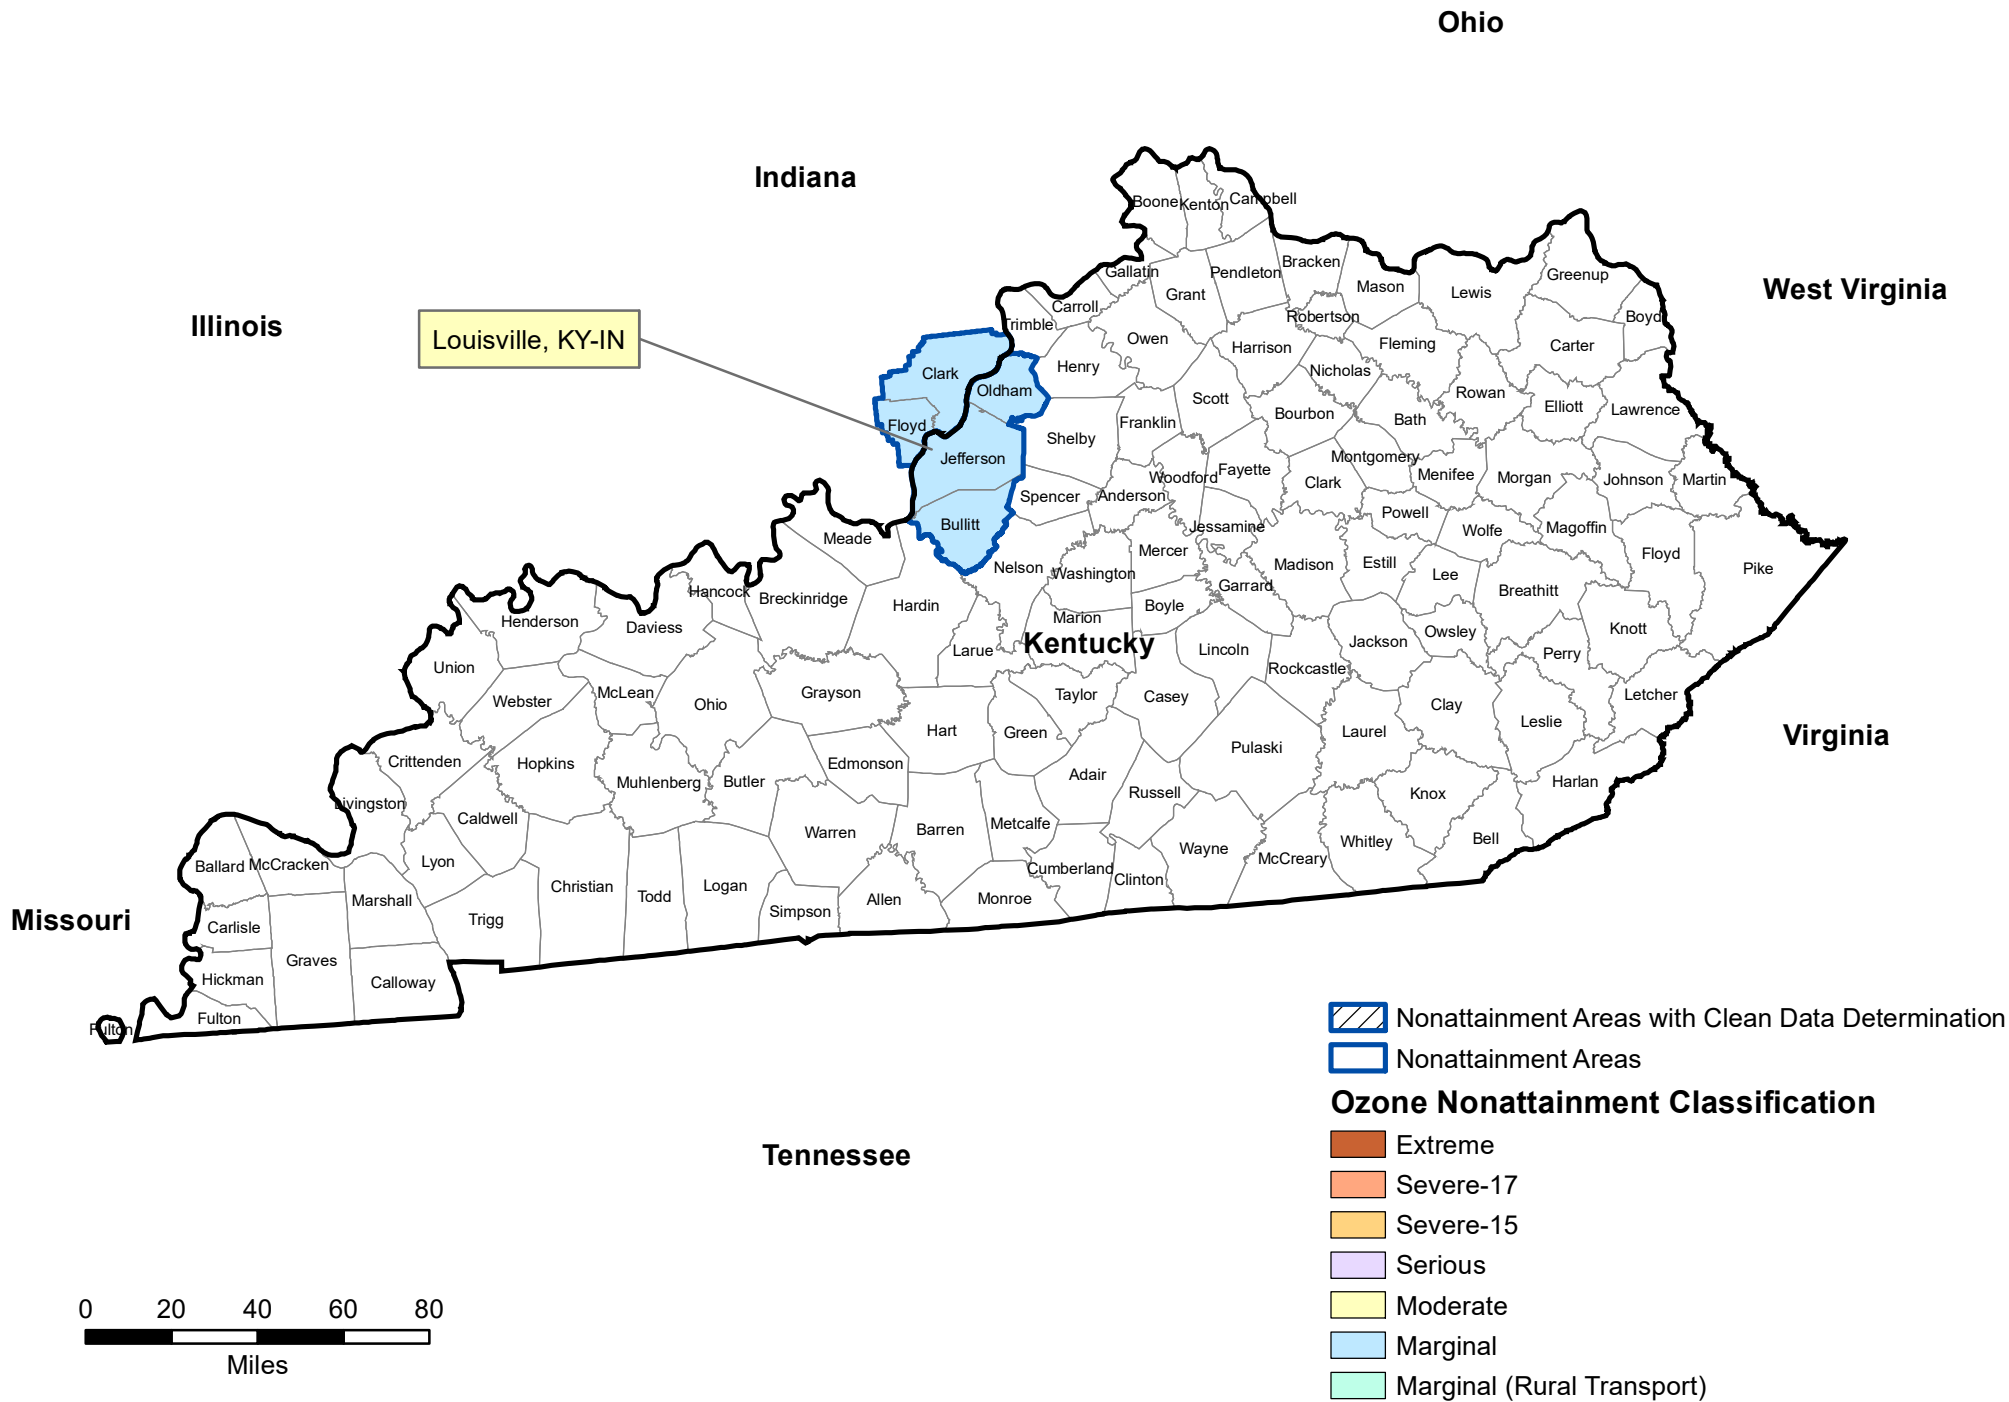 Ohio
Indiana
Illinois
West Virginia
Louisville, KY-IN
Boone
Kenton
Campbell
Gallatin
Pendleton
Bracken
Grant
Mason
Lewis
Greenup
Boyd
Carroll
Trimble
Robertson
Owen
Harrison
Fleming
Carter
Henry
Nicholas
Clark
Oldham
Rowan
Elliott
Lawrence
Scott
Bourbon
Bath
Floyd
Franklin
Shelby
Jefferson
Montgomery
Woodford
Fayette
Clark
Menifee
Morgan
Johnson
Martin
Spencer
Anderson
Bullitt
Jessamine
Powell
Wolfe
Magoffin
Meade
Mercer
Floyd
Nelson
Washington
Madison
Estill
Lee
Pike
Hancock
Breckinridge
Hardin
Garrard
Breathitt
Henderson
Daviess
Marion
Boyle
Jackson
Owsley
Knott
Kentucky
Larue
Lincoln
Perry
Union
Rockcastle
Webster
McLean
Ohio
Grayson
Taylor
Casey
Clay
Letcher
Leslie
Hart
Green
Laurel
Pulaski
Virginia
Crittenden
Hopkins
Edmonson
Muhlenberg
Butler
Adair
Harlan
Livingston
Russell
Knox
Caldwell
Warren
Barren
Metcalfe
Wayne
Whitley
Bell
Ballard
McCracken
Lyon
McCreary
Cumberland
Clinton
Christian
Todd
Logan
Marshall
Allen
Monroe
Simpson
Trigg
Missouri
Carlisle
Graves
Hickman
Calloway
Fulton
Fulton
Tennessee
Nonattainment Areas with Clean Data Determination
Nonattainment Areas
Ozone Nonattainment Classification
Extreme
Severe-17
Severe-15
Serious
Moderate
Marginal
Marginal (Rural Transport)
0 20 40 60 80
Miles